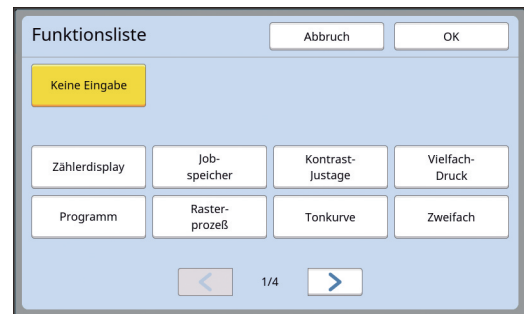 Funktionsliste
Abbruch
OK
Keine Eingabe
Zählerdisplay
Job-
speicher
Kontrast-
Justage
Vielfach-
Druck
Programm
Raster-
prozeß
Tonkurve
Zweifach
1/4